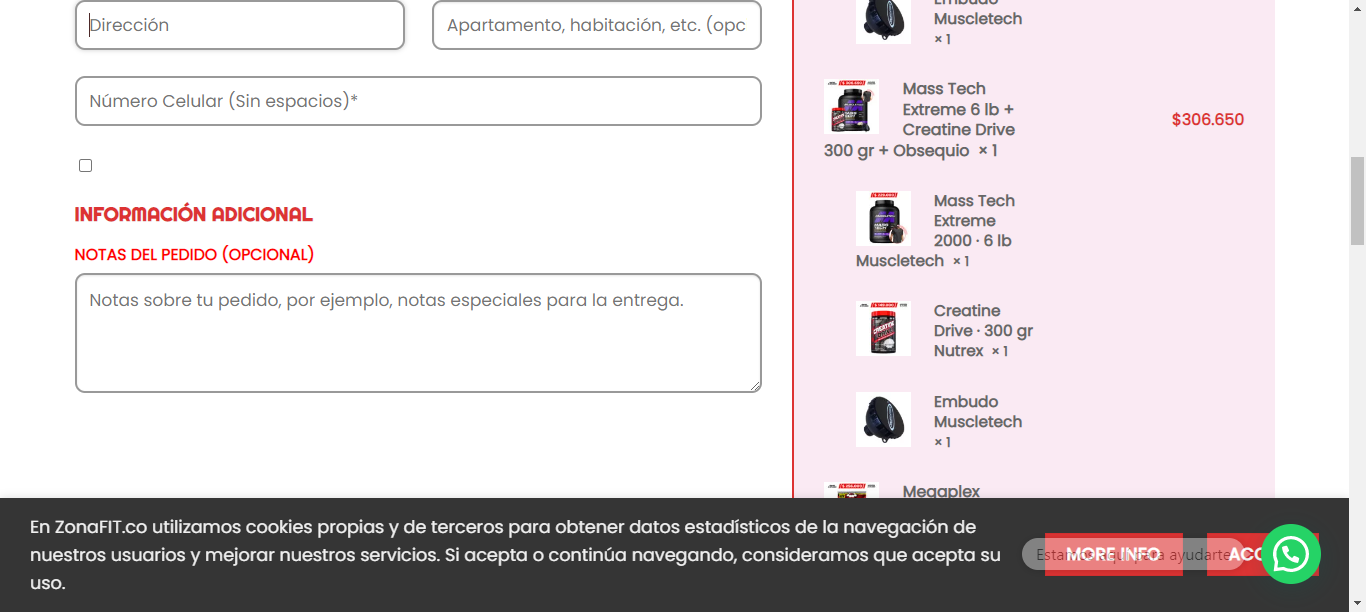 Dirección
Apartamento, habitación, etc. (opc
Número Celular (Sin espacios)*
INFORMACIÓN ADICIONAL
NOTAS DEL PEDIDO (OPCIONAL)
Notas sobre tu pedido, por ejemplo, notas especiales para la entrega.
Embudo
Muscletech
× 1
Mass Tech
Extreme 6 lb +
Creatine Drive
300 gr + Obsequio × 1
$306.650
Mass Tech
Extreme
2000 · 6 lb
Muscletech × 1
Creatine
Drive · 300 gr
Nutrex × 1
Embudo
Muscletech
× 1
Megaplex
En ZonaFIT.co utilizamos cookies propias y de terceros para obtener datos estadísticos de la navegación de
nuestros usuarios y mejorar nuestros servicios. Si acepta o continúa navegando, consideramos que acepta su
uso.
MORE INFO
Estamos aquí para ayudarte